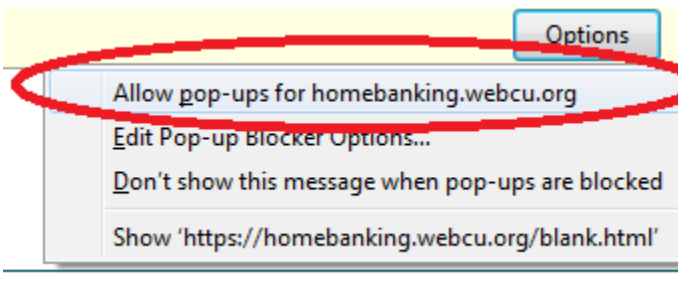 Options
Allow pop-ups for homebanking.webcu.org
Edit Pop-up Blocker Options...
Don't show this message when pop-ups are blocked
Show 'https://homebanking.webcu.org/blank.html'